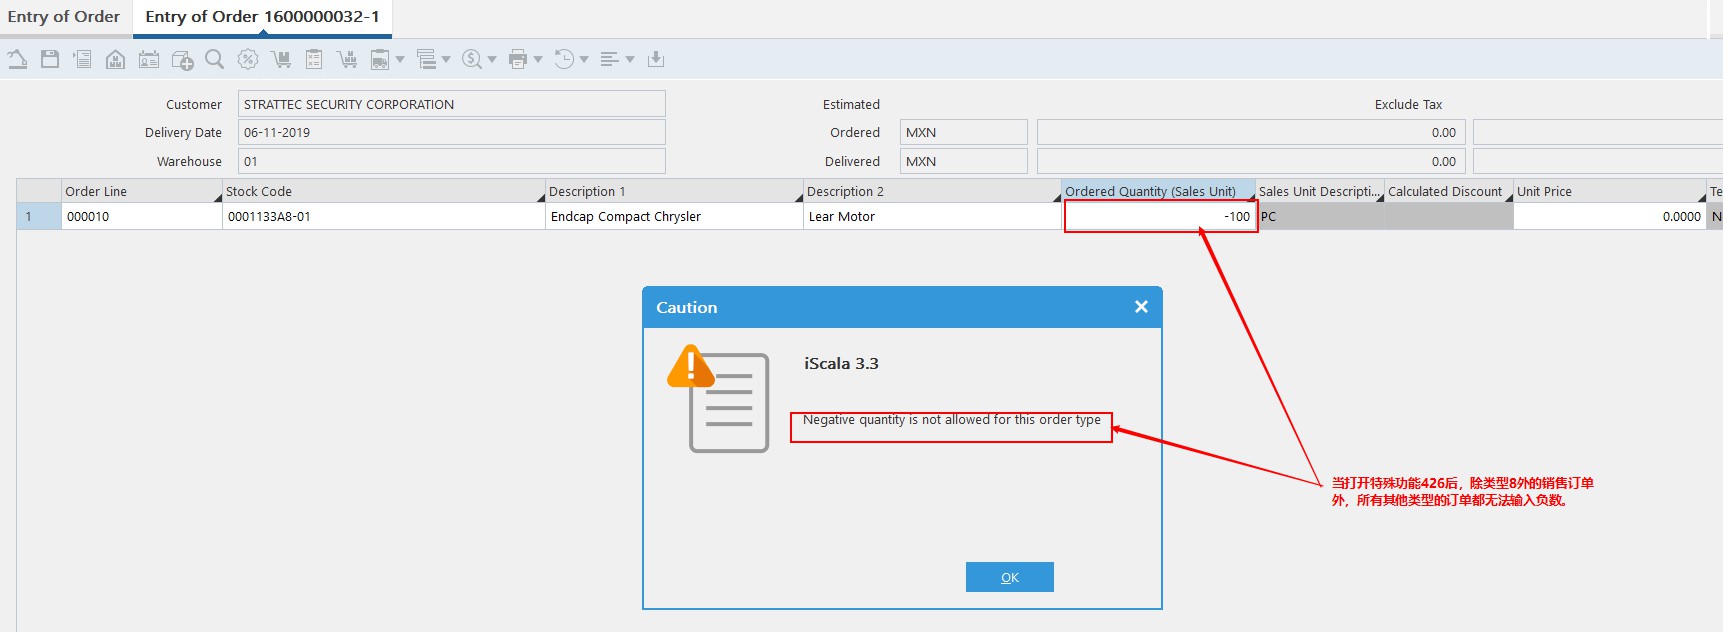 Entry of Order
Entry of Order 1600000032-1
Customer
STRATTEC SECURITY CORPORATION
Estimated
Exclude Tax
Delivery Date
06-11-2019
Ordered
MXN
0.00
Warehouse
01
Delivered
MXN
0.00
Order Line
Stock Code
Description 1
Description 2
Ordered Quantity (Sales Unit)
Sales Unit Descripti...
Calculated Discount
Unit Price
Te
1
000010
0001133A8-01
Endcap Compact Chrysler
Lear Motor
-100
PC
0.0000
N
Caution
iScala 3.3
Negative quantity is not allowed for this order type
当打开特殊功能426后，除类型8外的销售订单
外，所有其他类型的订单都无法输入负数。
OK